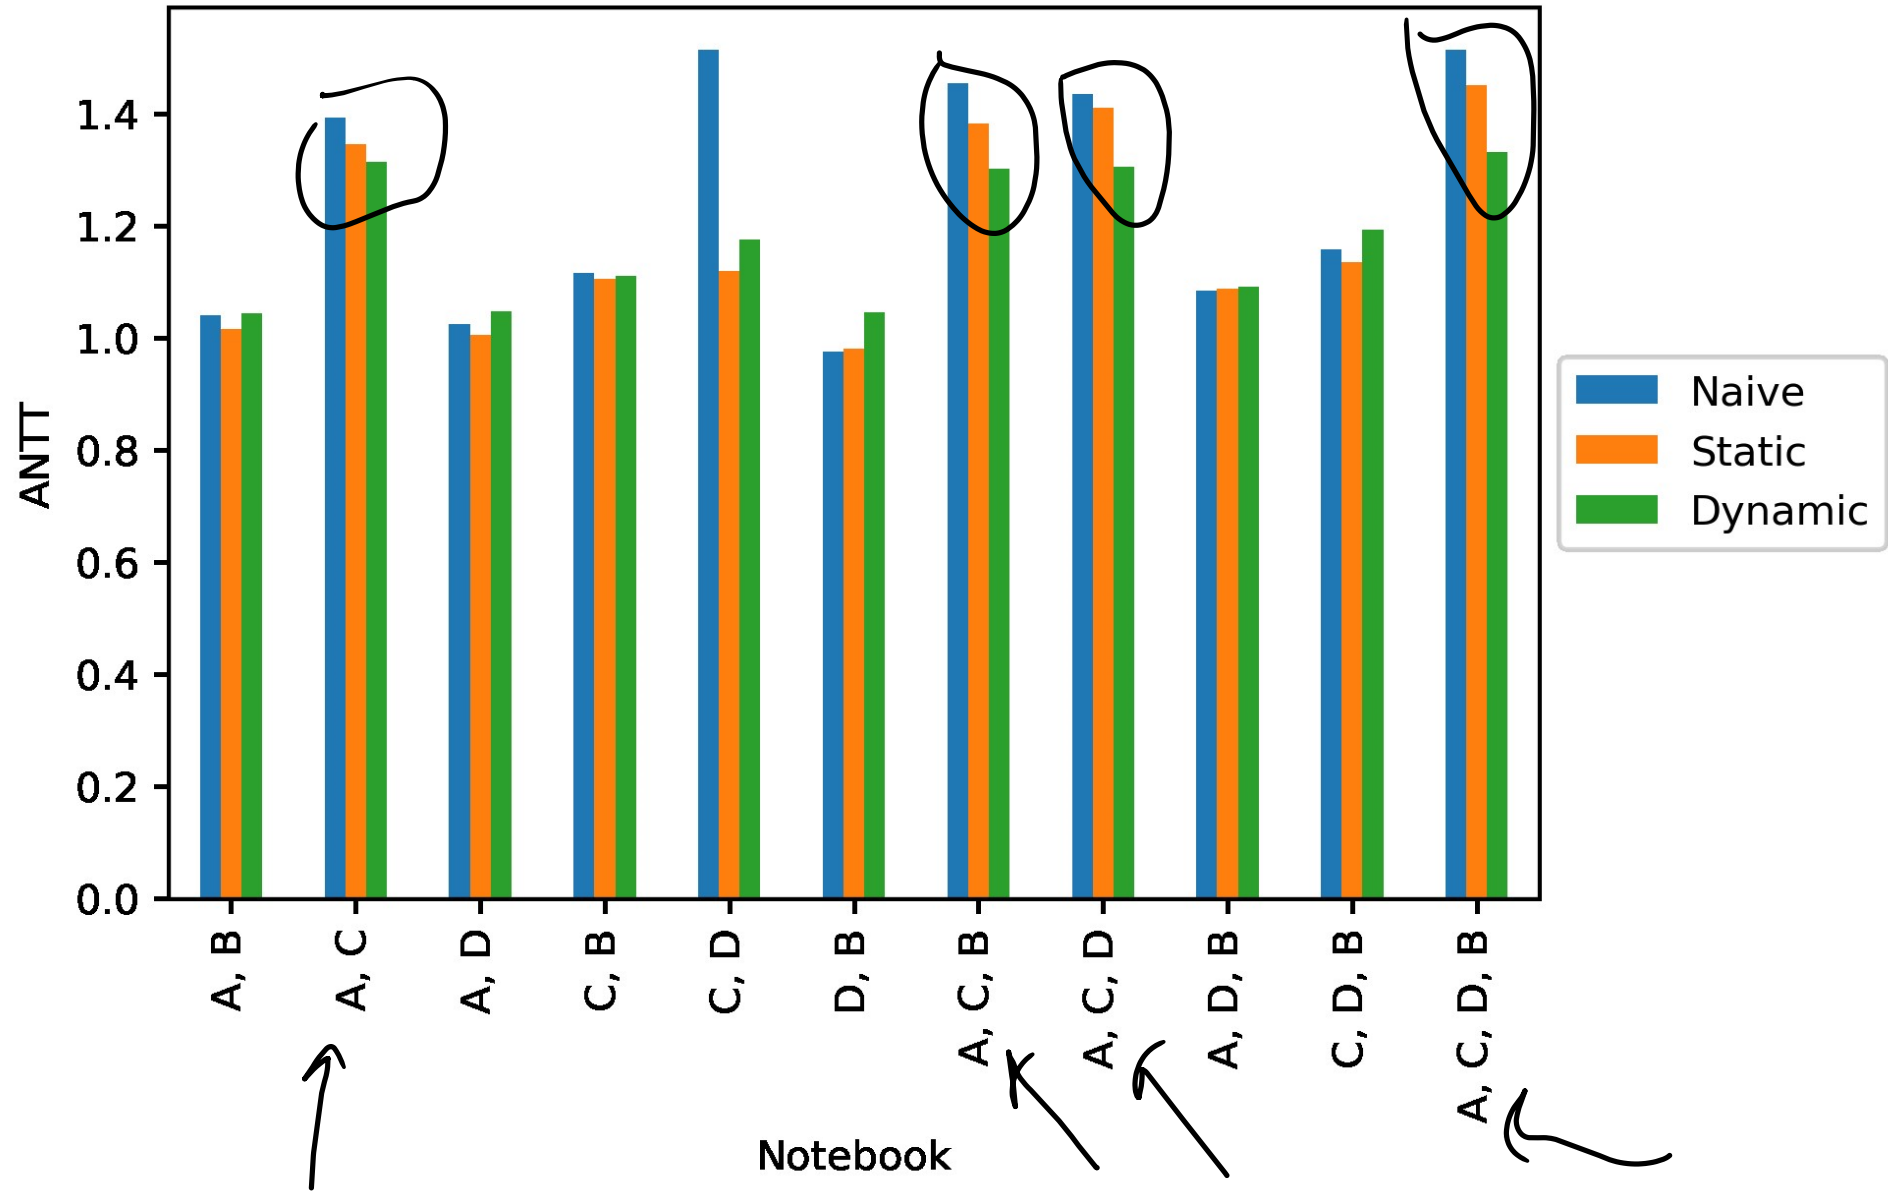 1.4
1.2
1.0
0.8
0.6
0.4
0.2
0.0
ANTT
Naive
Static
Dynamic
A, B
A, C
A, D
C, B
C, D
D, B
A, C, B
A, C, D
A, D, B
C, D, B
A, C, D, B
Notebook